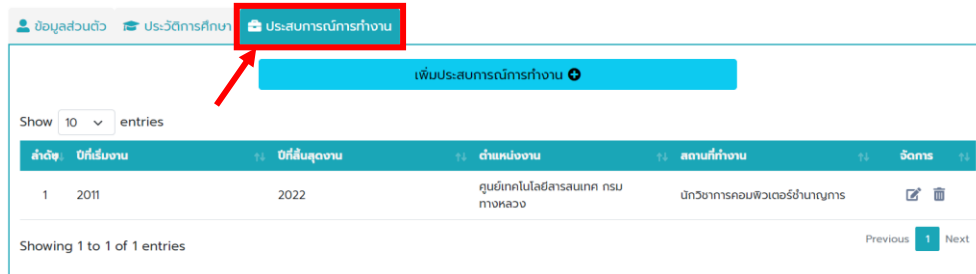 ข้อมูลส่วนตัว ประวัติการศึกษา ประสบการณ์การทำงาน
เพิ่มประสบการณ์การทำงาน
Show 10 entries
ลำดับ ปีที่เริ่มงาน ปีที่สิ้นสุดงาน ตำแหน่งงาน สถานที่ทำงาน จัดการ
1 2011 2022 ศูนย์เทคโนโลยีสารสนเทศ กรม นักวิชาการคอมพิวเตอร์ชำนาญการ
ทางหลวง
Showing 1 to 1 of 1 entries Previous 1 Next